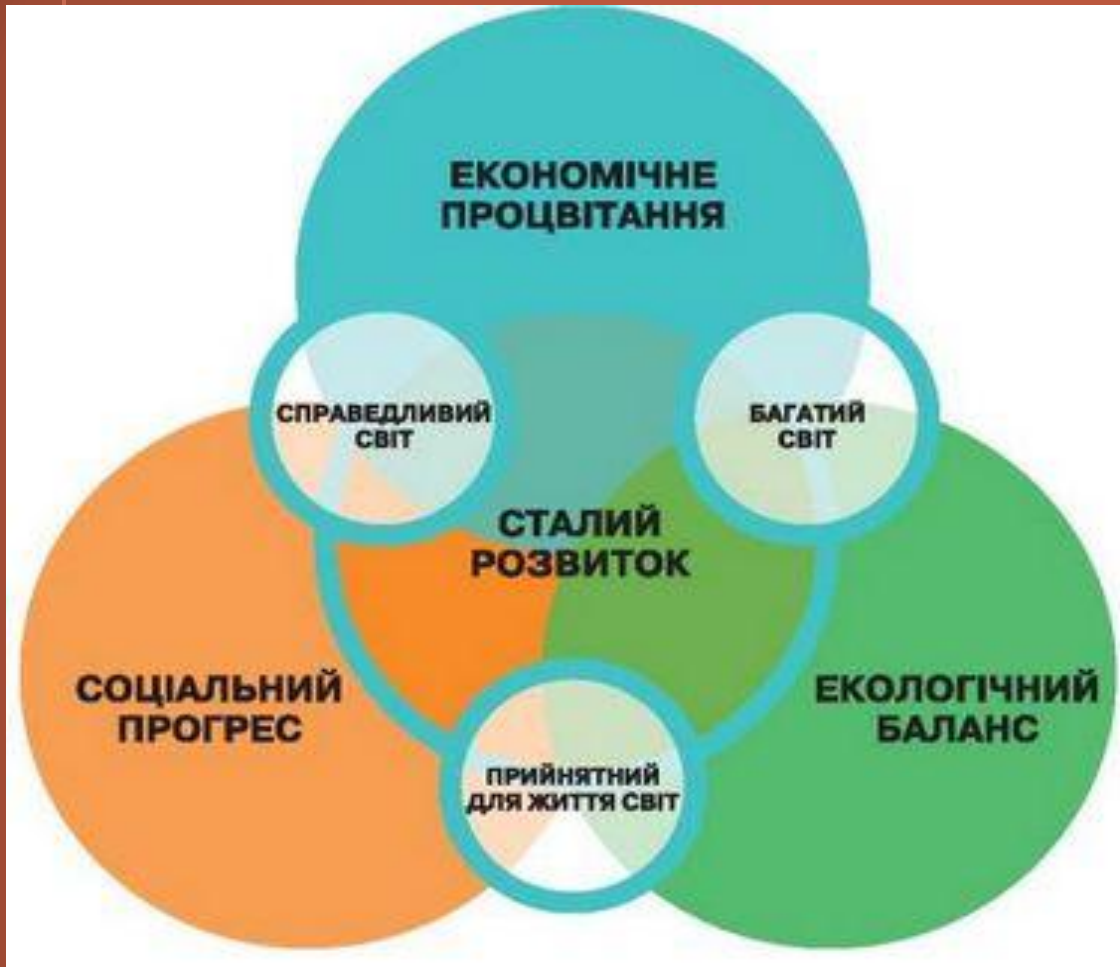 ЕКОНОМІЧНЕ
ПРОЦВІТАННЯ
СПРАВЕДЛИВИЙ
СВІТ
БАГАТИЙ
СВІТ
СТАЛИЙ
РОЗВИТОК
СОЦІАЛЬНИЙ
ПРОГРЕС
ЕКОЛОГІЧНИЙ
БАЛАНС
ПРИЙНЯТНИЙ
ДЛЯ ЖИТТЯ СВІТ